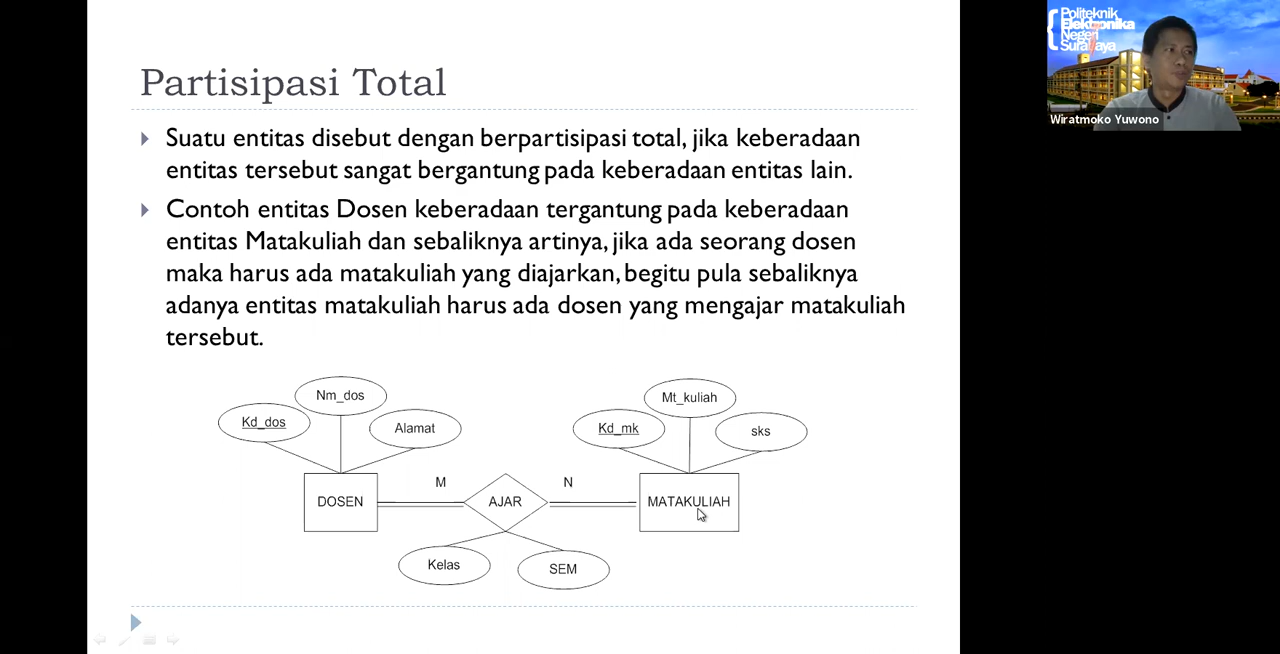 Partisipasi Total
Suatu entitas disebut dengan berpartisipasi total, jika keberadaan
entitas tersebut sangat bergantung pada keberadaan entitas lain.
Contoh entitas Dosen keberadaan tergantung pada keberadaan
entitas Matakuliah dan sebaliknya artinya, jika ada seorang dosen
maka harus ada matakuliah yang diajarkan, begitu pula sebaliknya
adanya entitas matakuliah harus ada dosen yang mengajar matakuliah
tersebut.
Nm_dos
Kd_dos
Alamat
Mt_kuliah
Kd_mk
sks
M
N
DOSEN
AJAR
MATAKULIAH
Kelas
SEM
Politeknik
Elektronika
Negeri
Surabaya
Wiratmoko Yuwono